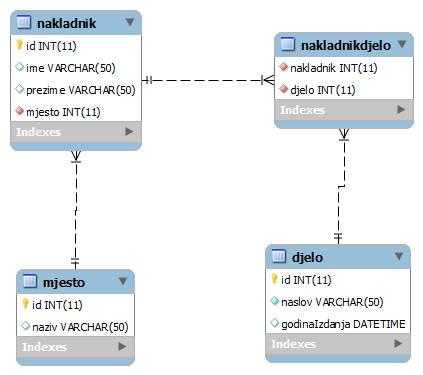 nakladnik
id INT(11)
ime VARCHAR(50)
prezime VARCHAR(50)
mjesto INT(11)
Indexes
nakladnikdjelo
nakladnik INT(11)
djelo INT(11)
Indexes
mjesto
id INT(11)
naziv VARCHAR(50)
Indexes
djelo
id INT(11)
naslov VARCHAR(50)
godinaIzdanja DATETIME
Indexes